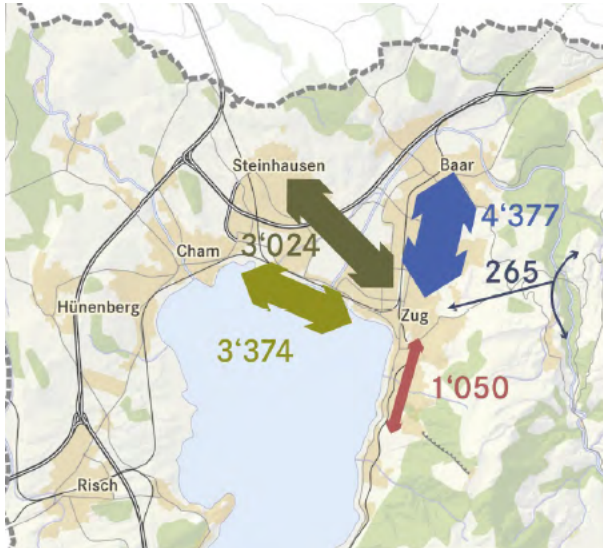 Steinhausen
Baar
4‘377
3‘024
Cham
265
Hünenberg
Zug
3‘374
1‘050
Risch